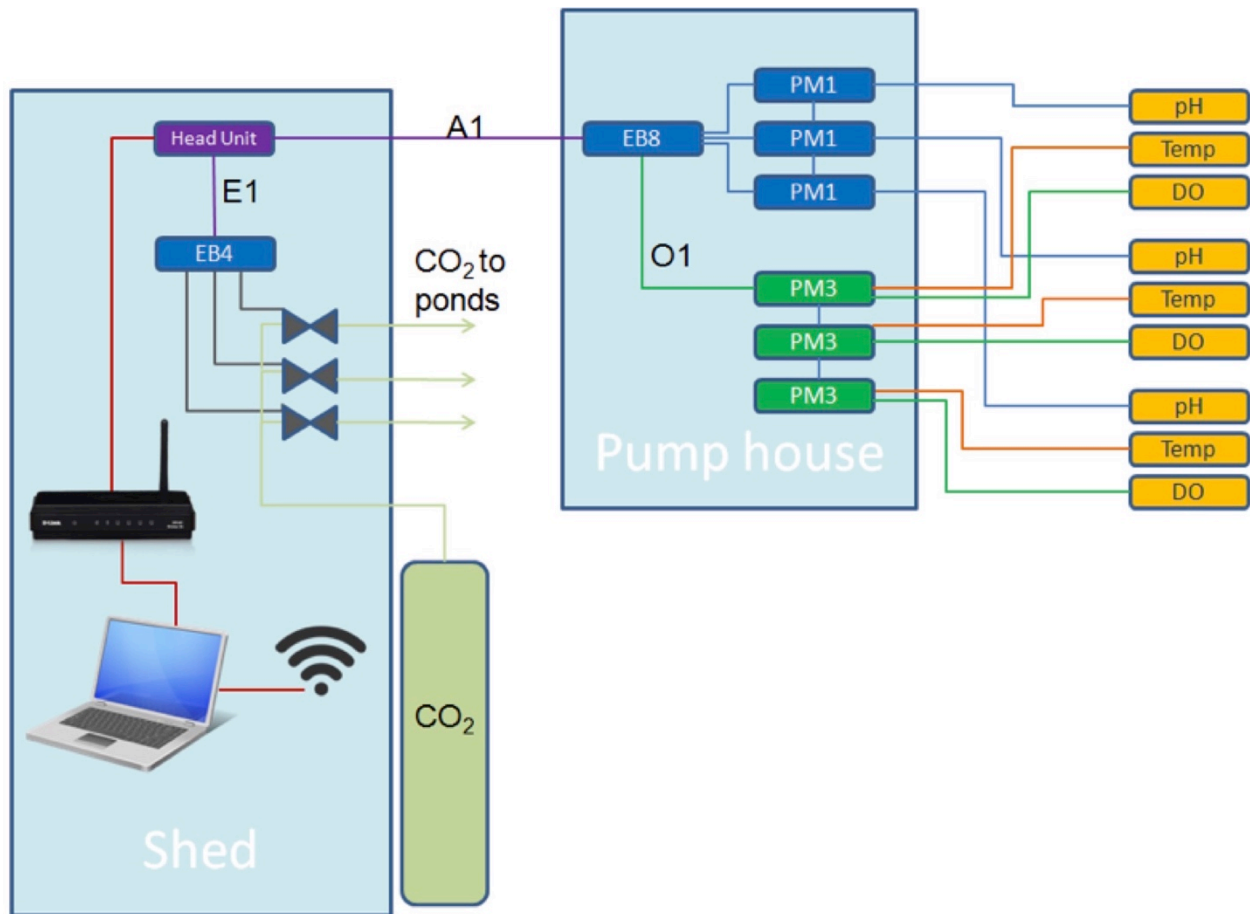 Head Unit
A1
E1
EB4
CO₂ to
ponds
D-Link
CO₂
Shed
EB8
PM1
PM1
PM1
O1
PM3
PM3
PM3
Pump house
pH
Temp
DO
pH
Temp
DO
pH
Temp
DO